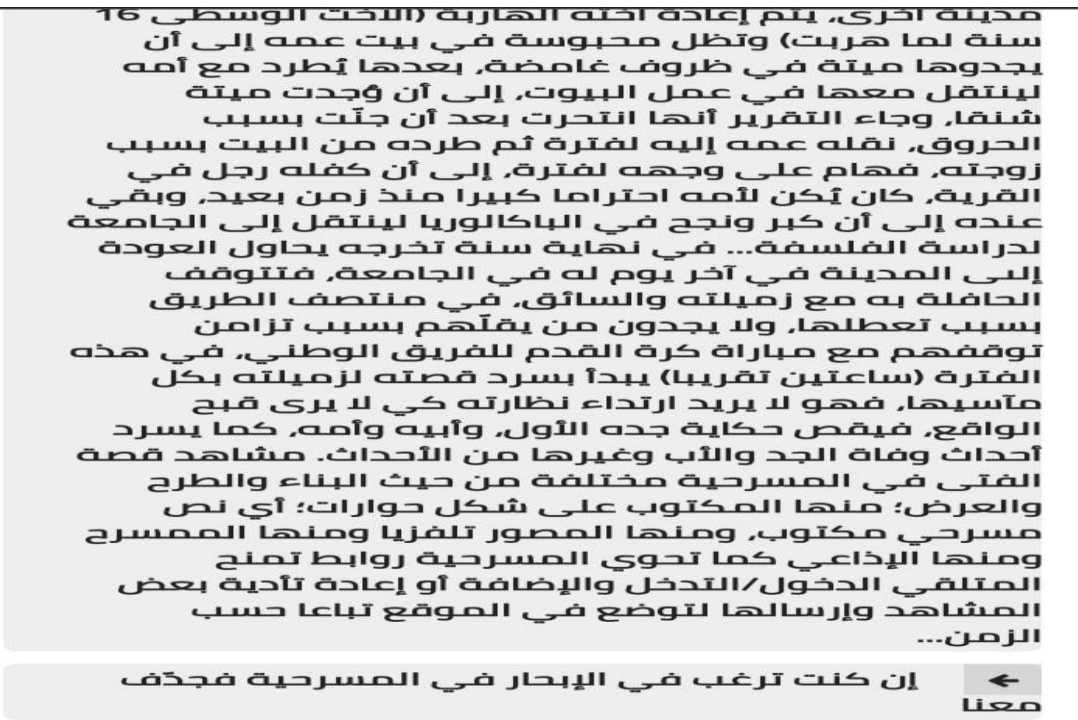 مدينة أخرى، يتم إعادة أخته الهاربة (الأخت الوسطى 16
سنة لما هربت) وتظل محبوسة في بيت عمه إلى أن
يجدوها ميتة في ظروف غامضة، بعدها يُطرد مع أمه
لينتقل معها في عمل البيوت، إلى أن وُجدت ميتة
شنقا، وجاء التقرير أنها انتحرت بعد أن جنّت بسبب
الحروق، نقله عمه إليه لفترة ثم طرده من البيت بسبب
زوجته، فهام على وجهه لفترة، إلى أن كفله رجل في
القرية، كان يُكن لأمه احتراما كبيرا منذ زمن بعيد، وبقي
عنده إلى أن كبر ونجح في الباكالوريا لينتقل إلى الجامعة
لدراسة الفلسفة... في نهاية سنة تخرجه يحاول العودة
إلىى المدينة في آخر يوم له في الجامعة، فتتوقف
الحافلة به مع زميلته والسائق، في منتصف الطريق
بسبب تعطلها، ولا يجدون من يقلّهم بسبب تزامن
توقفهم مع مباراة كرة القدم للفريق الوطني، في هذه
الفترة (ساعتين تقريبا) يبدأ بسرد قصته لزميلته بكل
مآسيها، فهو لا يريد ارتداء نظارته كي لا يرى قبح
الواقع، فيقص حكاية جده الأول، وأبيه وأمه، كما يسرد
أحداث وفاة الجد والأب وغيرها من الأحداث. مشاهد قصة
الفتى في المسرحية مختلفة من حيث البناء والطرح
والعرض؛ منها المكتوب على شكل حوارات؛ أي نص
مسرحي مكتوب، ومنها المصور تلفزيا ومنها الممسرح
ومنها الإذاعي كما تحوي المسرحية روابط تمنح
المتلقي الدخول/التدخل والإضافة أو إعادة تأدية بعض
المشاهد وإرسالها لتوضع في الموقع تباعا حسب
الزمن...
← إن كنت ترغب في الإبحار في المسرحية فجدّف
معنا